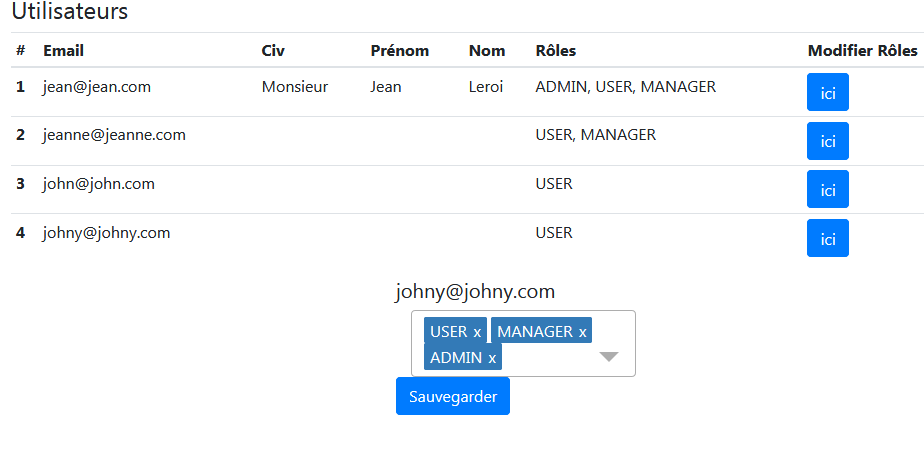 Utilisateurs
# Email Civ Prénom Nom Rôles Modifier Rôles
1 jean@jean.com Monsieur Jean Leroi ADMIN, USER, MANAGER ici
2 jeanne@jeanne.com USER, MANAGER ici
3 john@john.com USER ici
4 johny@johny.com USER ici
johny@johny.com
USER x MANAGER x
ADMIN x
Sauvegarder